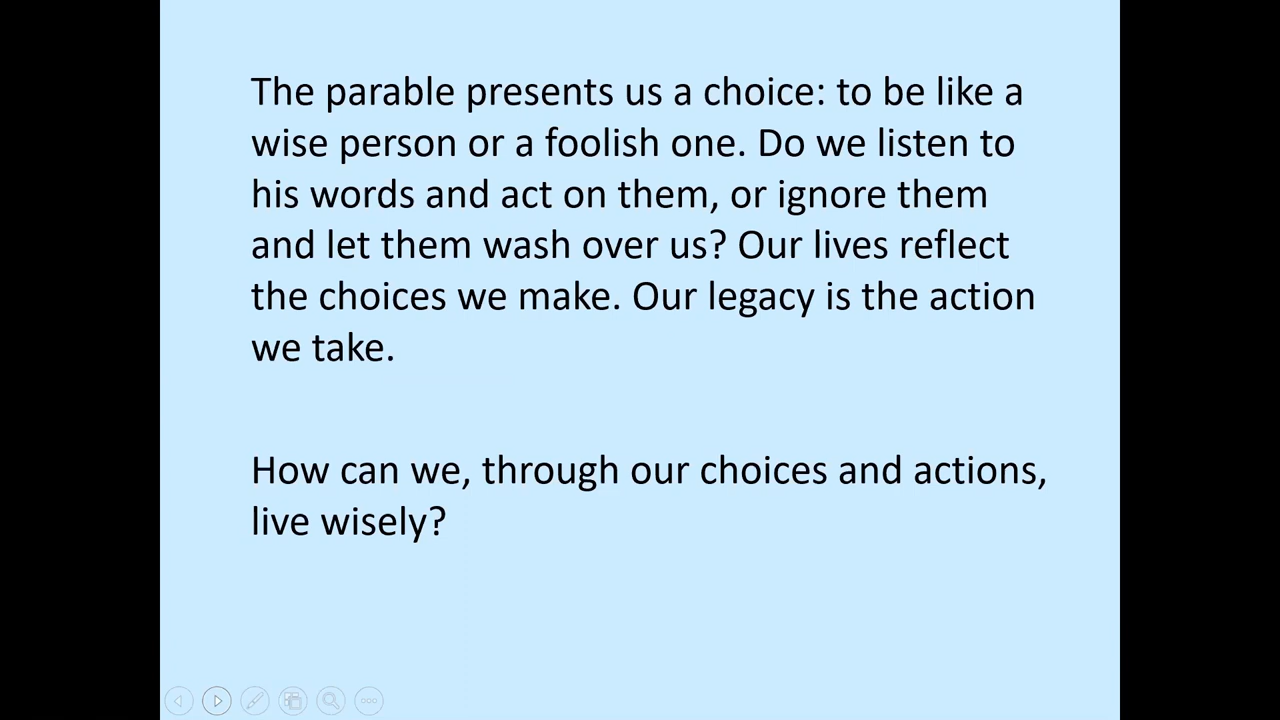 The parable presents us a choice: to be like a
wise person or a foolish one. Do we listen to
his words and act on them, or ignore them
and let them wash over us? Our lives reflect
the choices we make. Our legacy is the action
we take.
How can we, through our choices and actions,
live wisely?